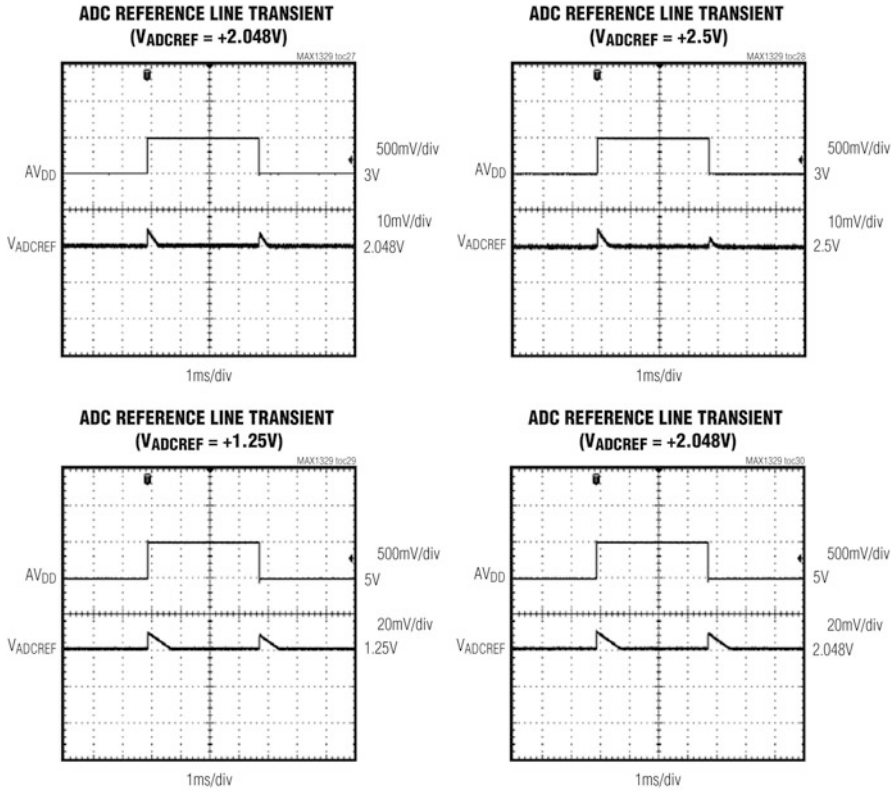 ADC REFERENCE LINE TRANSIENT
(VADCREF = +2.048V)
MAX1329 toc27
500mV/div
AVDD
3V
10mV/div
VADCREF
2.048V
1ms/div
ADC REFERENCE LINE TRANSIENT
(VADCREF = +2.5V)
MAX1329 toc28
500mV/div
AVDD
3V
10mV/div
VADCREF
2.5V
1ms/div
ADC REFERENCE LINE TRANSIENT
(VADCREF = +1.25V)
MAX1329 toc29
500mV/div
AVDD
5V
20mV/div
VADCREF
1.25V
1ms/div
ADC REFERENCE LINE TRANSIENT
(VADCREF = +2.048V)
MAX1329 toc30
500mV/div
AVDD
5V
20mV/div
VADCREF
2.048V
1ms/div